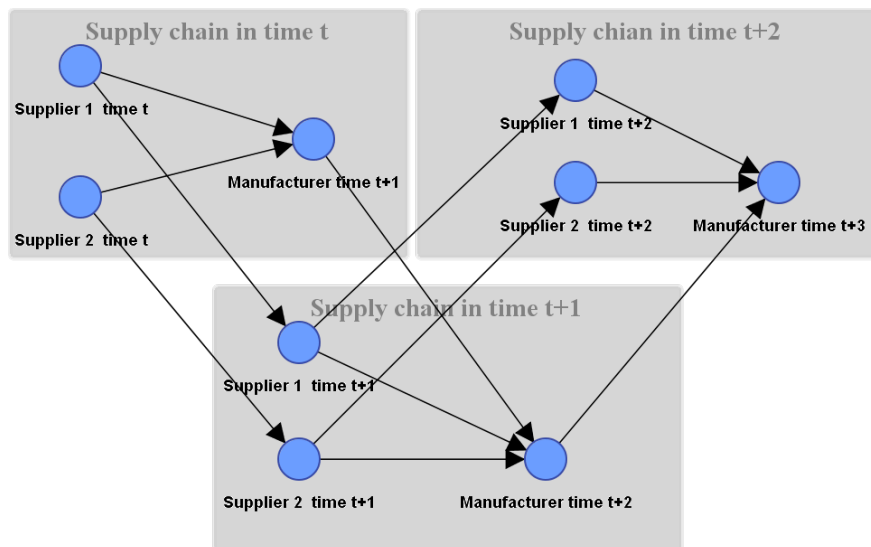 Supply chain in time t
Supplier 1 time t
Manufacturer time t+1
Supplier 2 time t
Supply chian in time t+2
Supplier 1 time t+2
Supplier 2 time t+2
Manufacturer time t+3
Supply chain in time t+1
Supplier 1 time t+1
Supplier 2 time t+1
Manufacturer time t+2